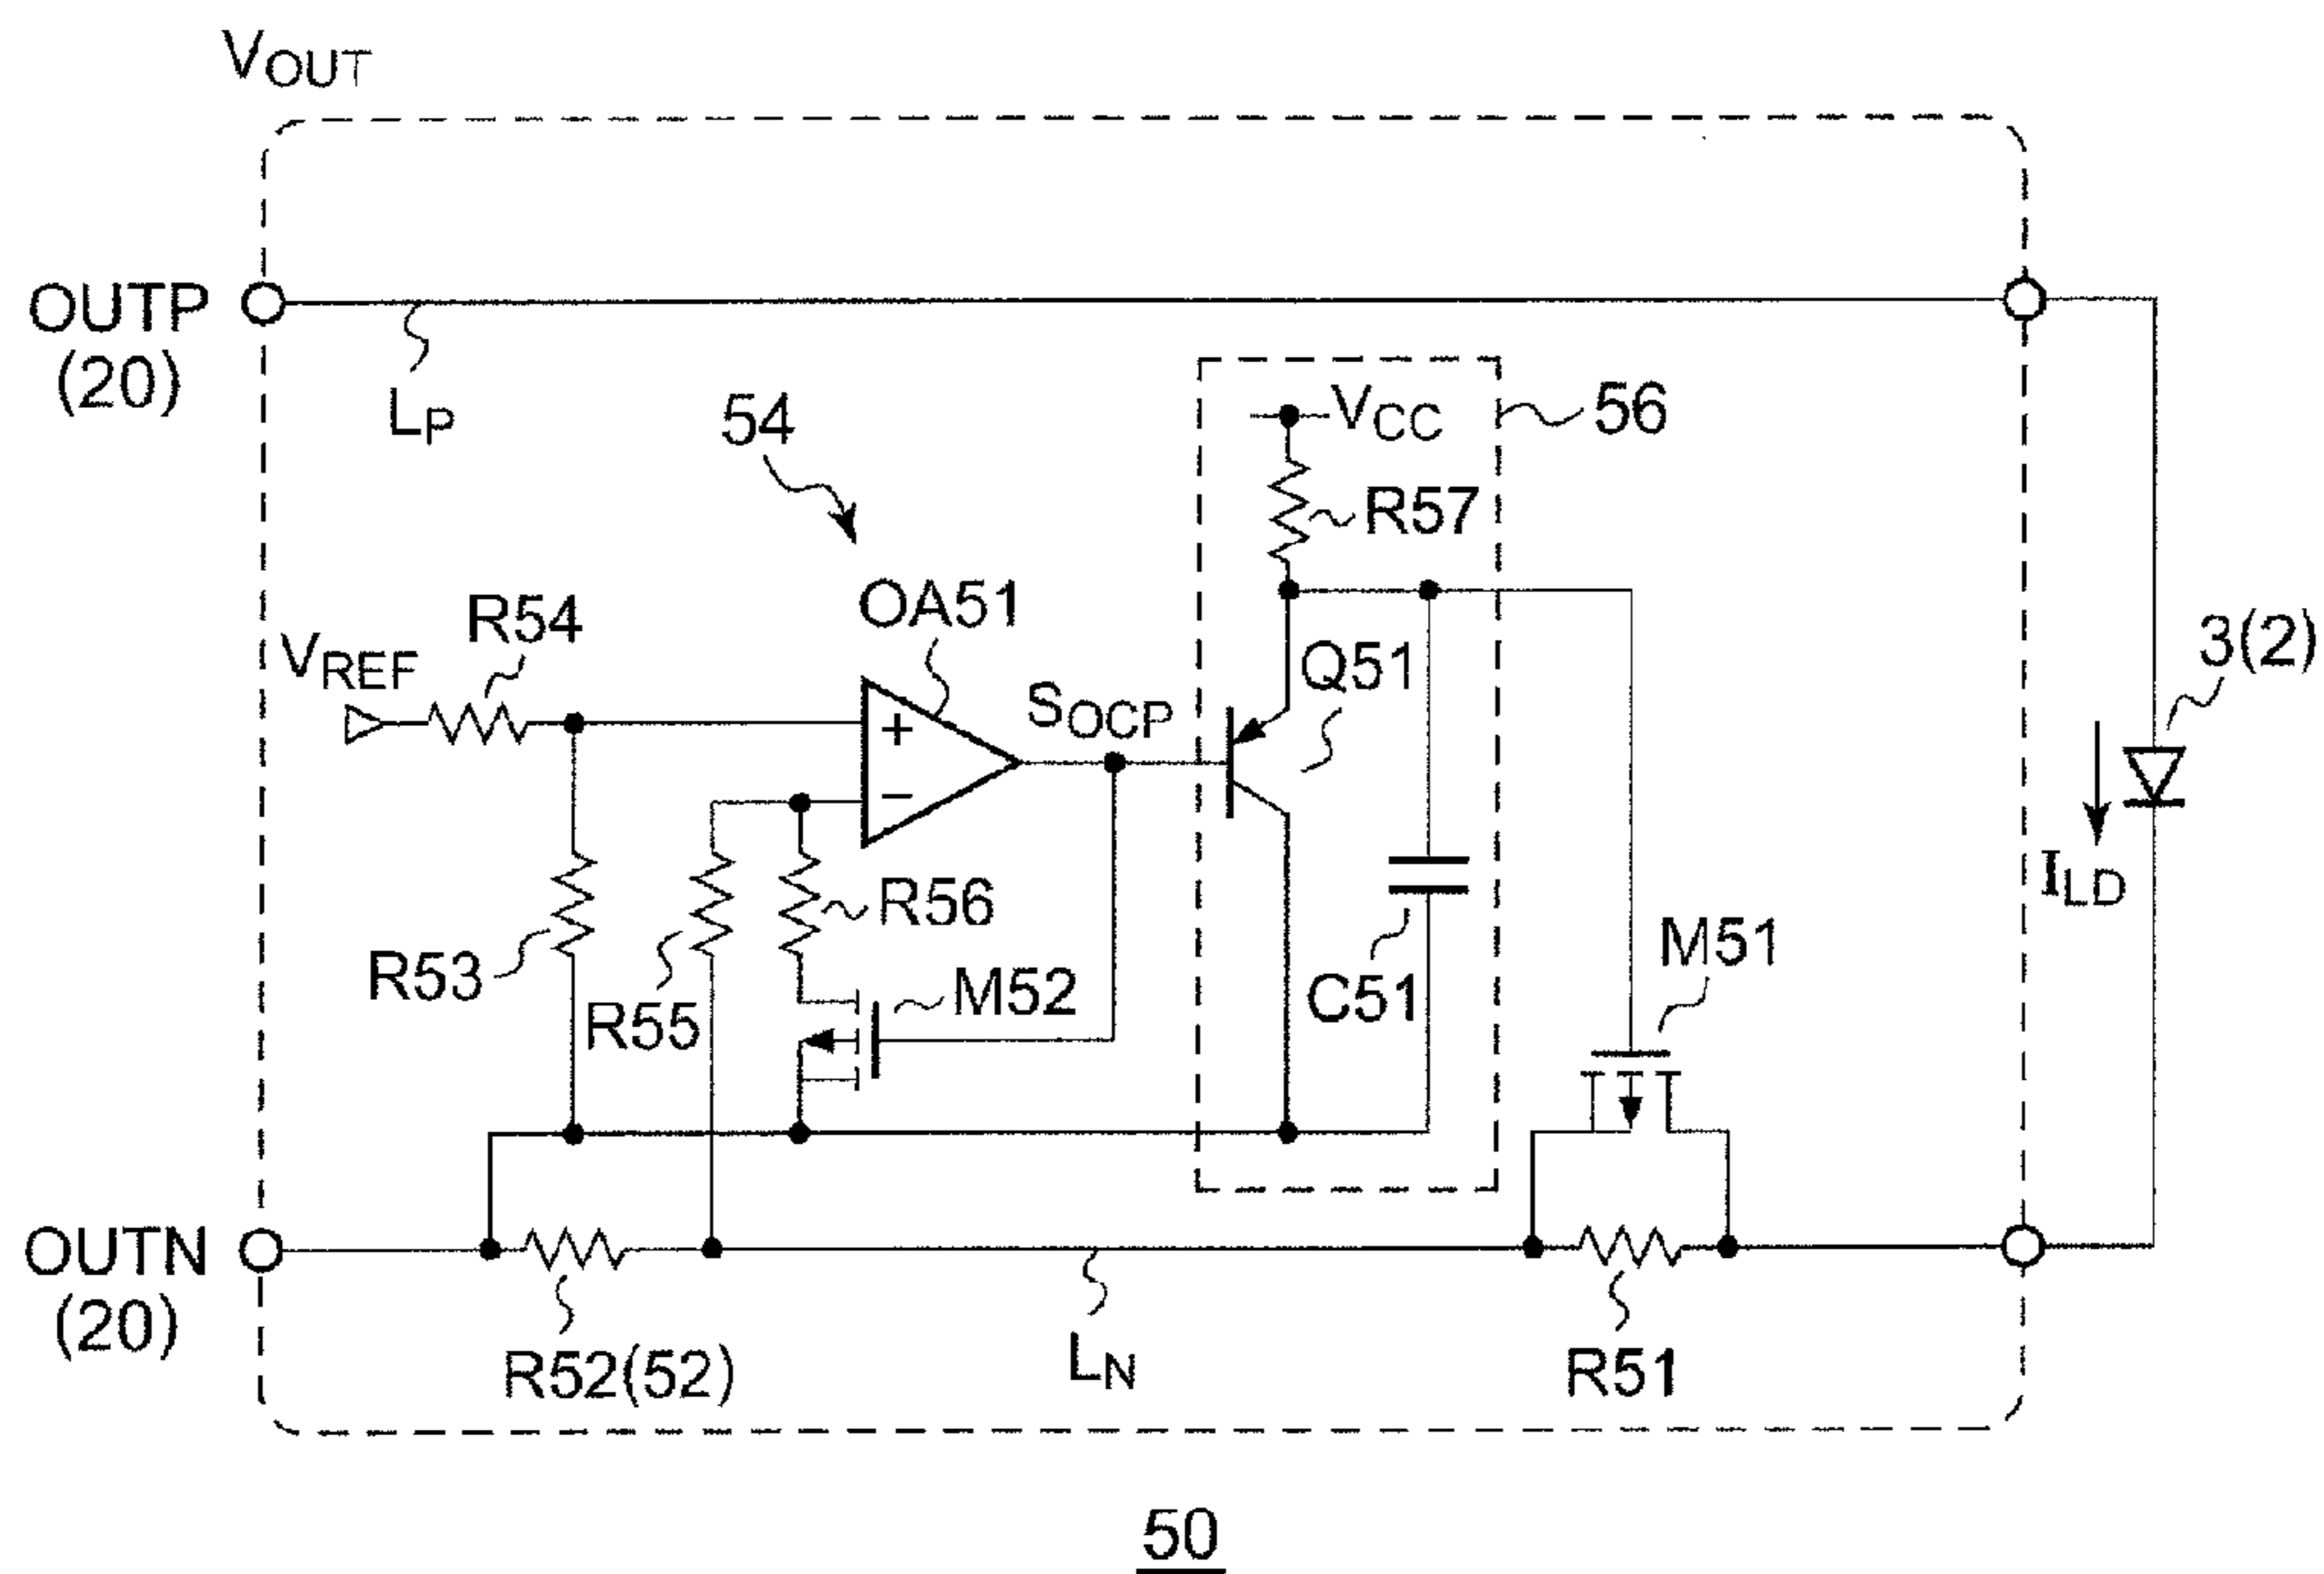 VOUT
OUTP
(20)
LP
54
VCC
56
R57
OA51
R54
VREF
SOCP
Q51
3(2)
+
−
R56
ILD
R53
R55
M52
C51
M51
OUTN
(20)
R52(52)
LN
R51
50